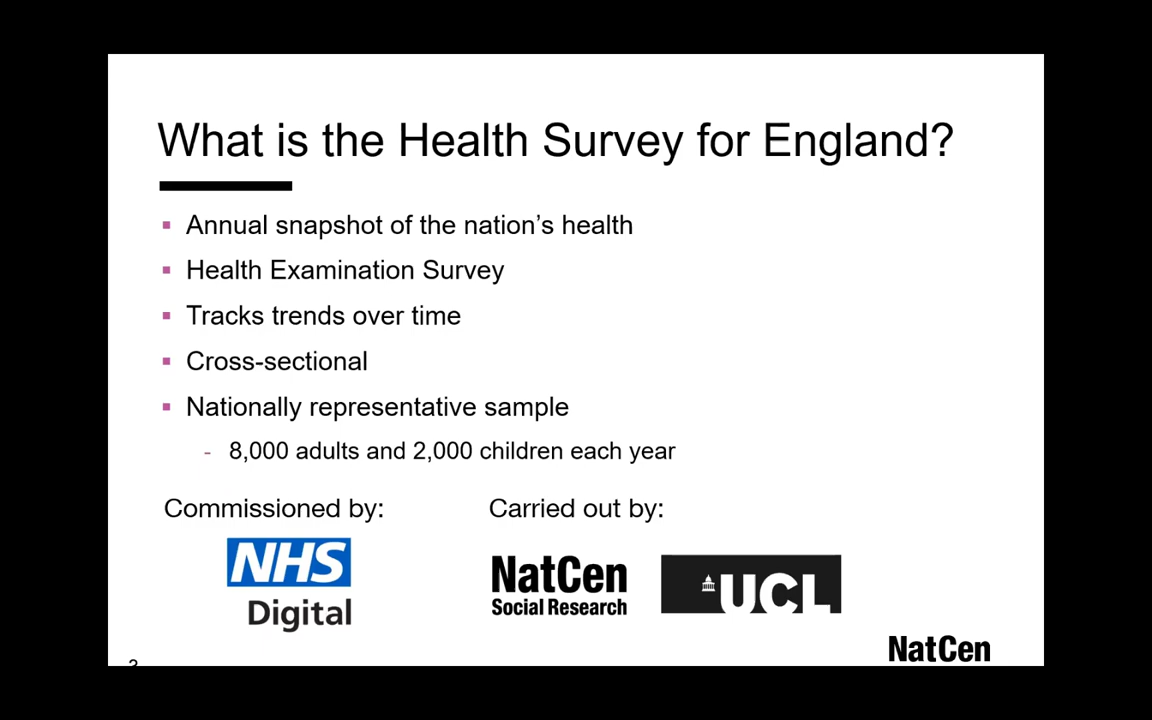 What is the Health Survey for England?
Annual snapshot of the nation’s health
Health Examination Survey
Tracks trends over time
Cross-sectional
Nationally representative sample
- 8,000 adults and 2,000 children each year
Commissioned by:
Carried out by:
NHS
Digital
NatCen
Social Research
UCL
NatCen